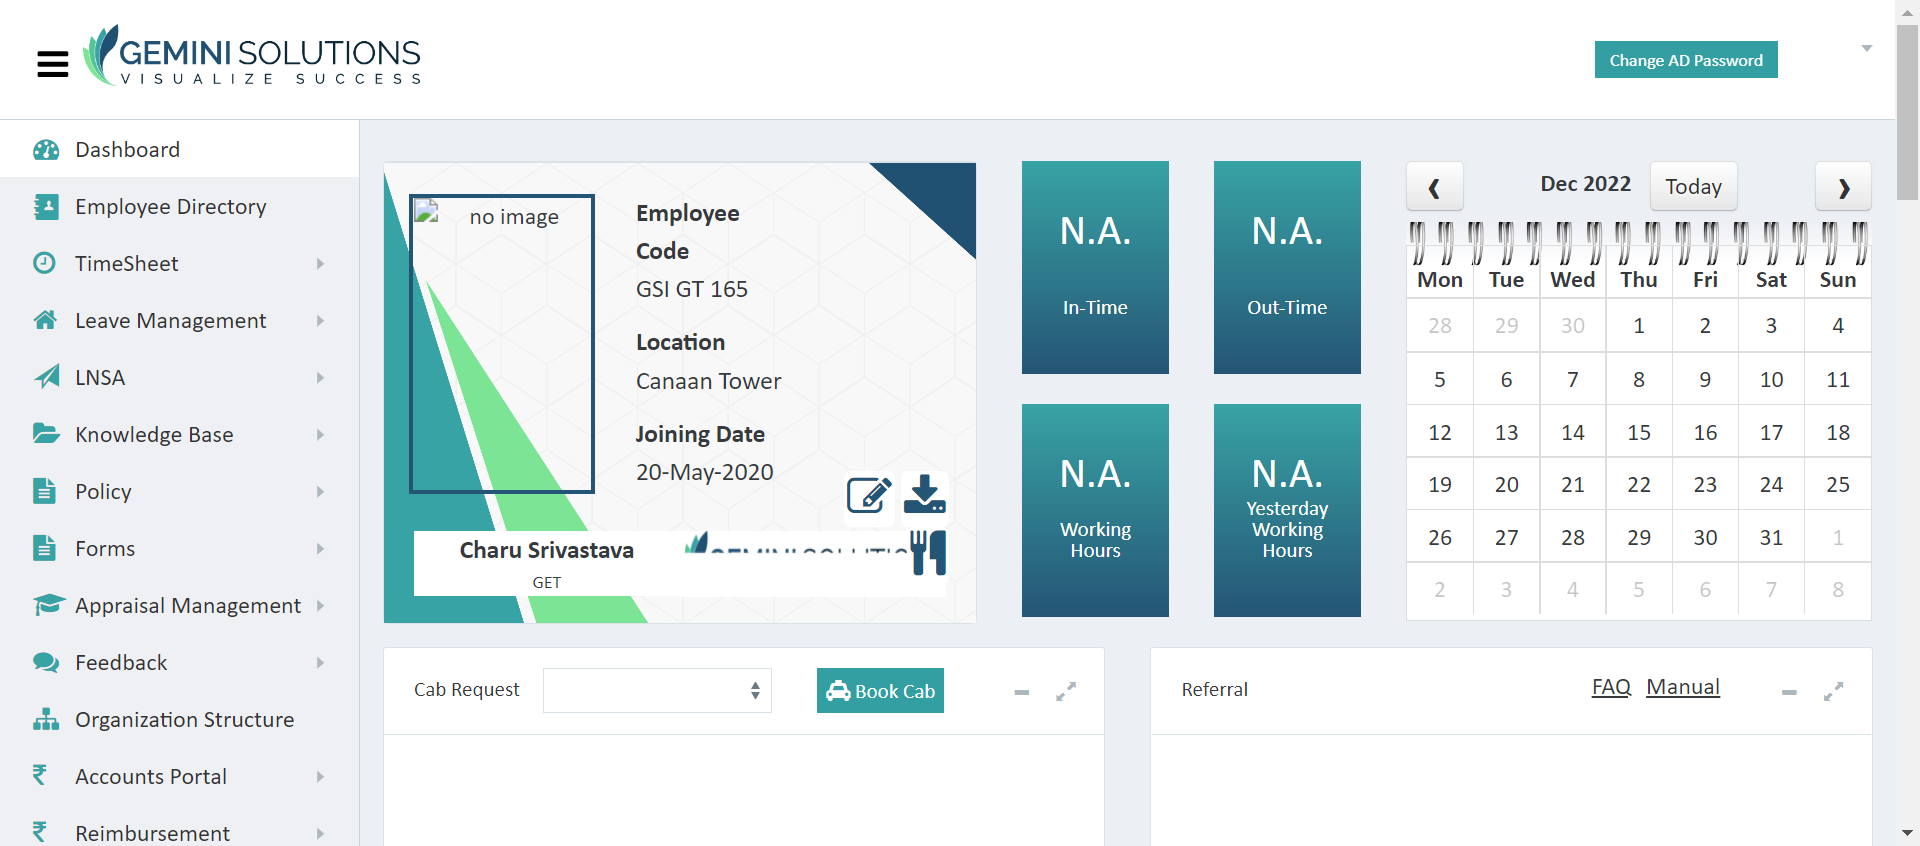 GEMINI SOLUTIONS
VISUALIZE SUCCESS
Change AD Password
Dashboard
Employee Directory
TimeSheet
Leave Management
LNSA
Knowledge Base
Policy
Forms
Appraisal Management
Feedback
Organization Structure
Accounts Portal
Reimbursement
no image
Employee
Code
GSI GT 165
Location
Canaan Tower
Joining Date
20-May-2020
Charu Srivastava
GET
N.A.
In-Time
N.A.
Out-Time
N.A.
Working
Hours
N.A.
Yesterday
Working
Hours
Dec 2022
Today
Mon Tue Wed Thu Fri Sat Sun
28 29 30 1 2 3 4
5 6 7 8 9 10 11
12 13 14 15 16 17 18
19 20 21 22 23 24 25
26 27 28 29 30 31 1
2 3 4 5 6 7 8
Cab Request
Book Cab
Referral
FAQ Manual